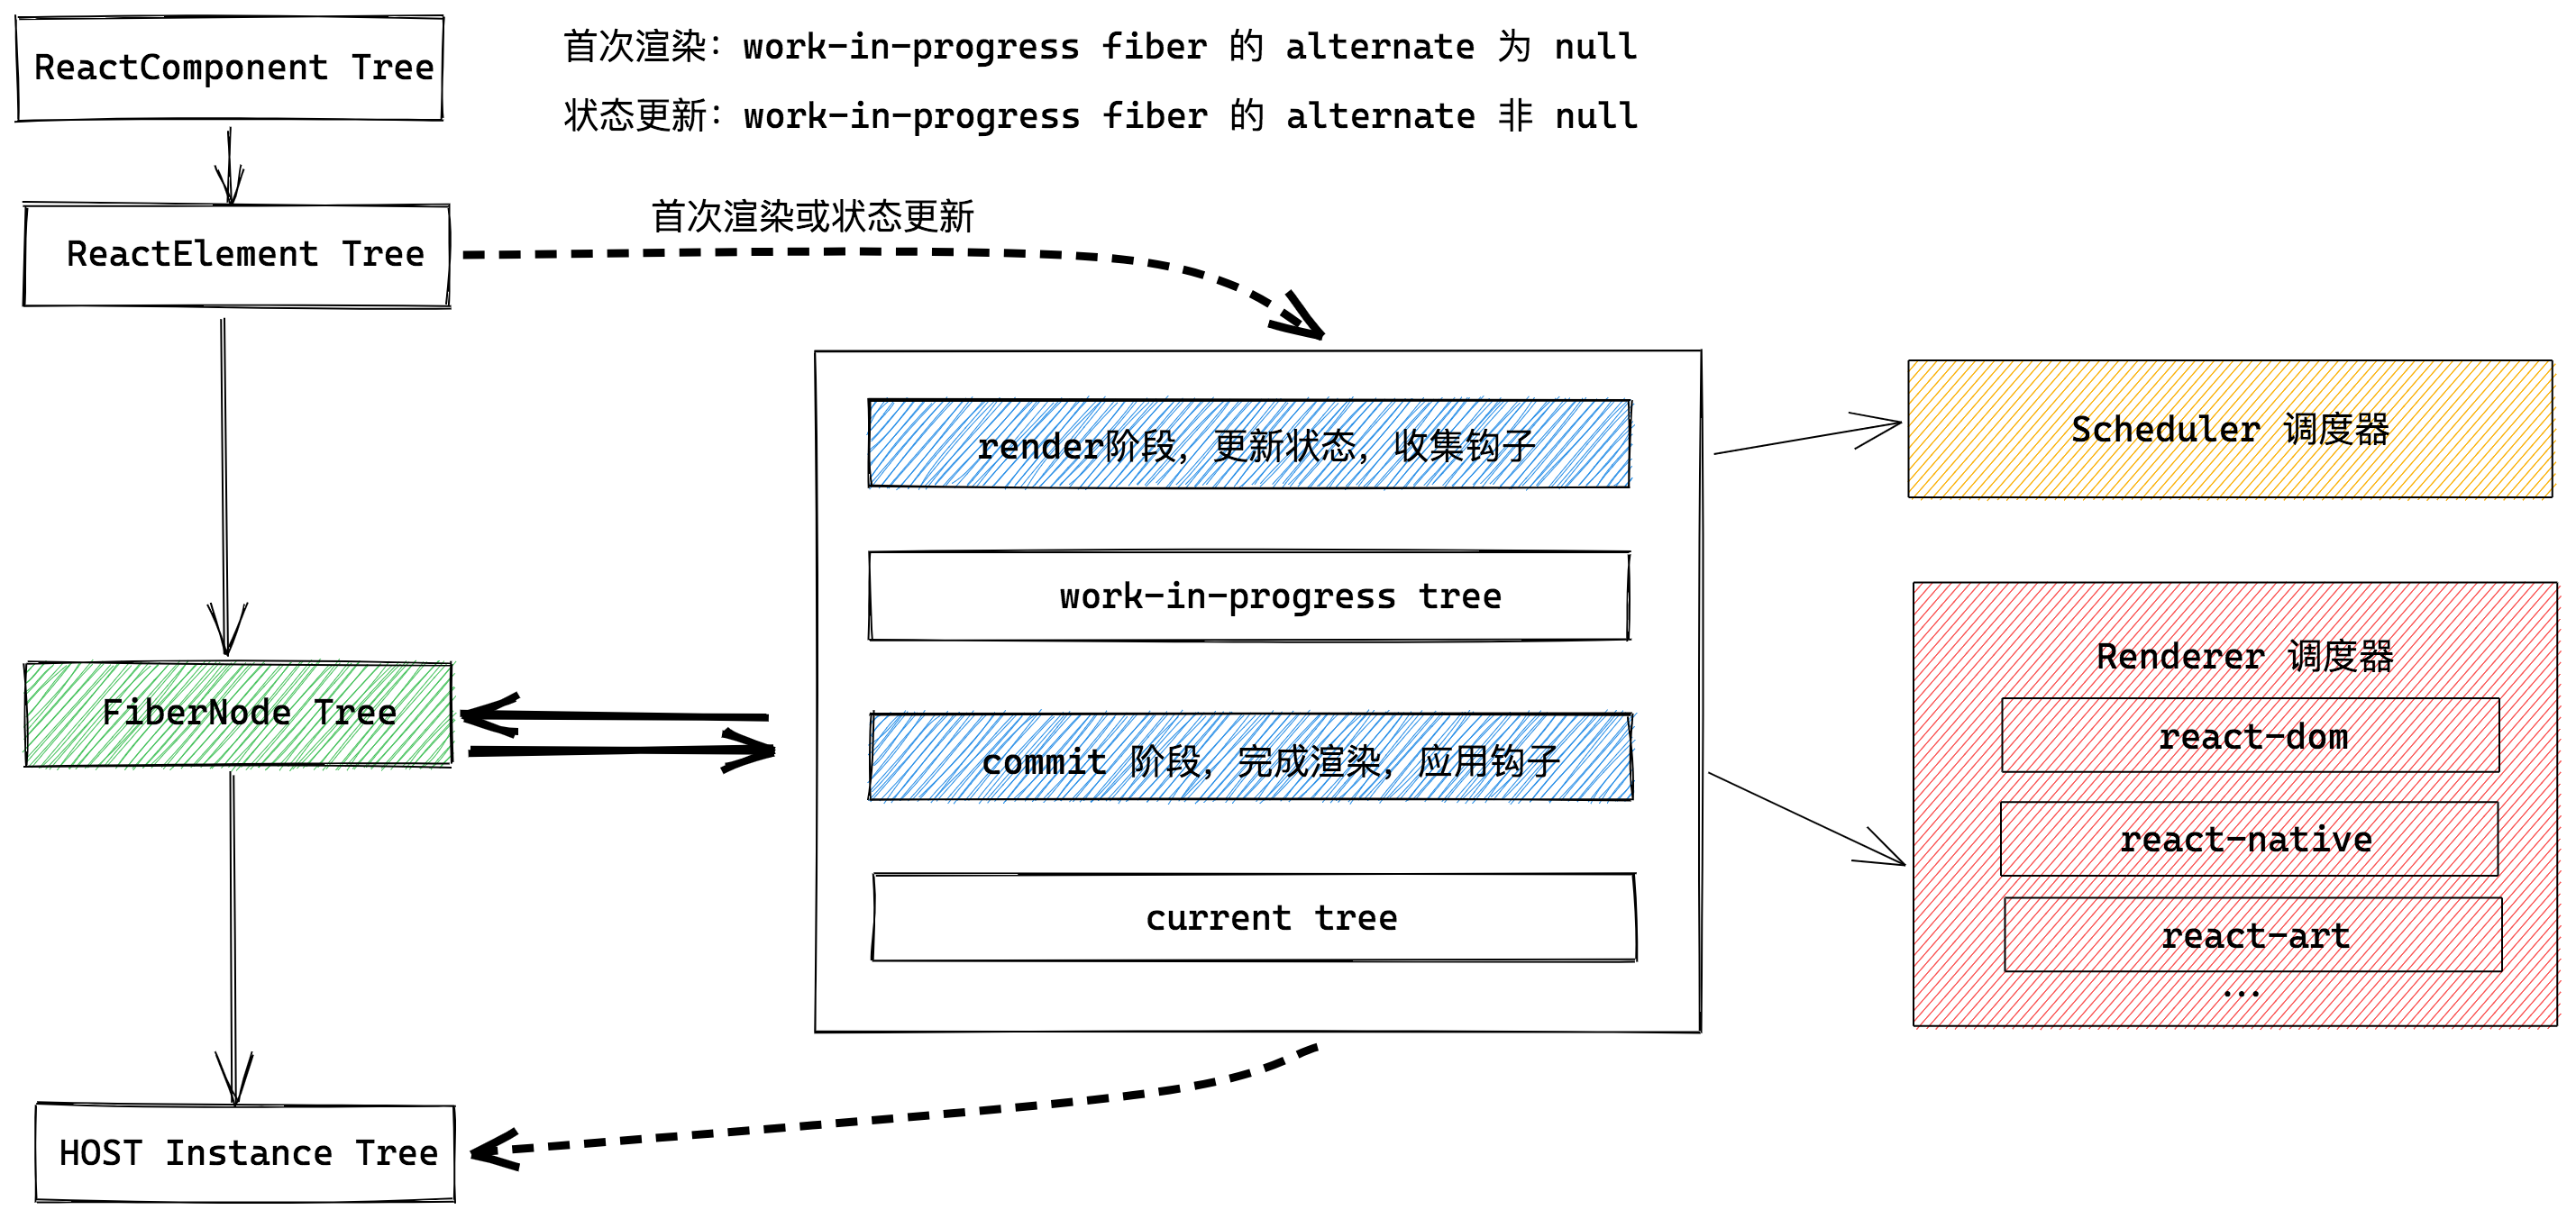 ReactComponent Tree
首次渲染：work-in-progress fiber 的 alternate 为 null
状态更新：work-in-progress fiber 的 alternate 非 null
ReactElement Tree
首次渲染或状态更新
render阶段，更新状态，收集钩子
work-in-progress tree
commit 阶段，完成渲染，应用钩子
current tree
FiberNode Tree
HOST Instance Tree
Scheduler 调度器
Renderer 调度器
react-dom
react-native
react-art
...